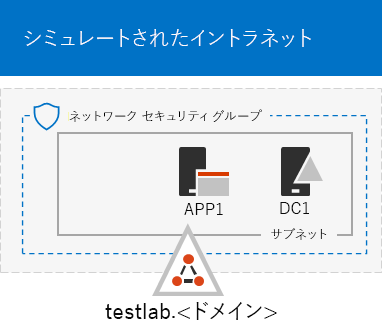 シミュレートされたイントラネット
ネットワーク セキュリティ グループ
APP1
DC1
サブネット
testlab.<ドメイン>